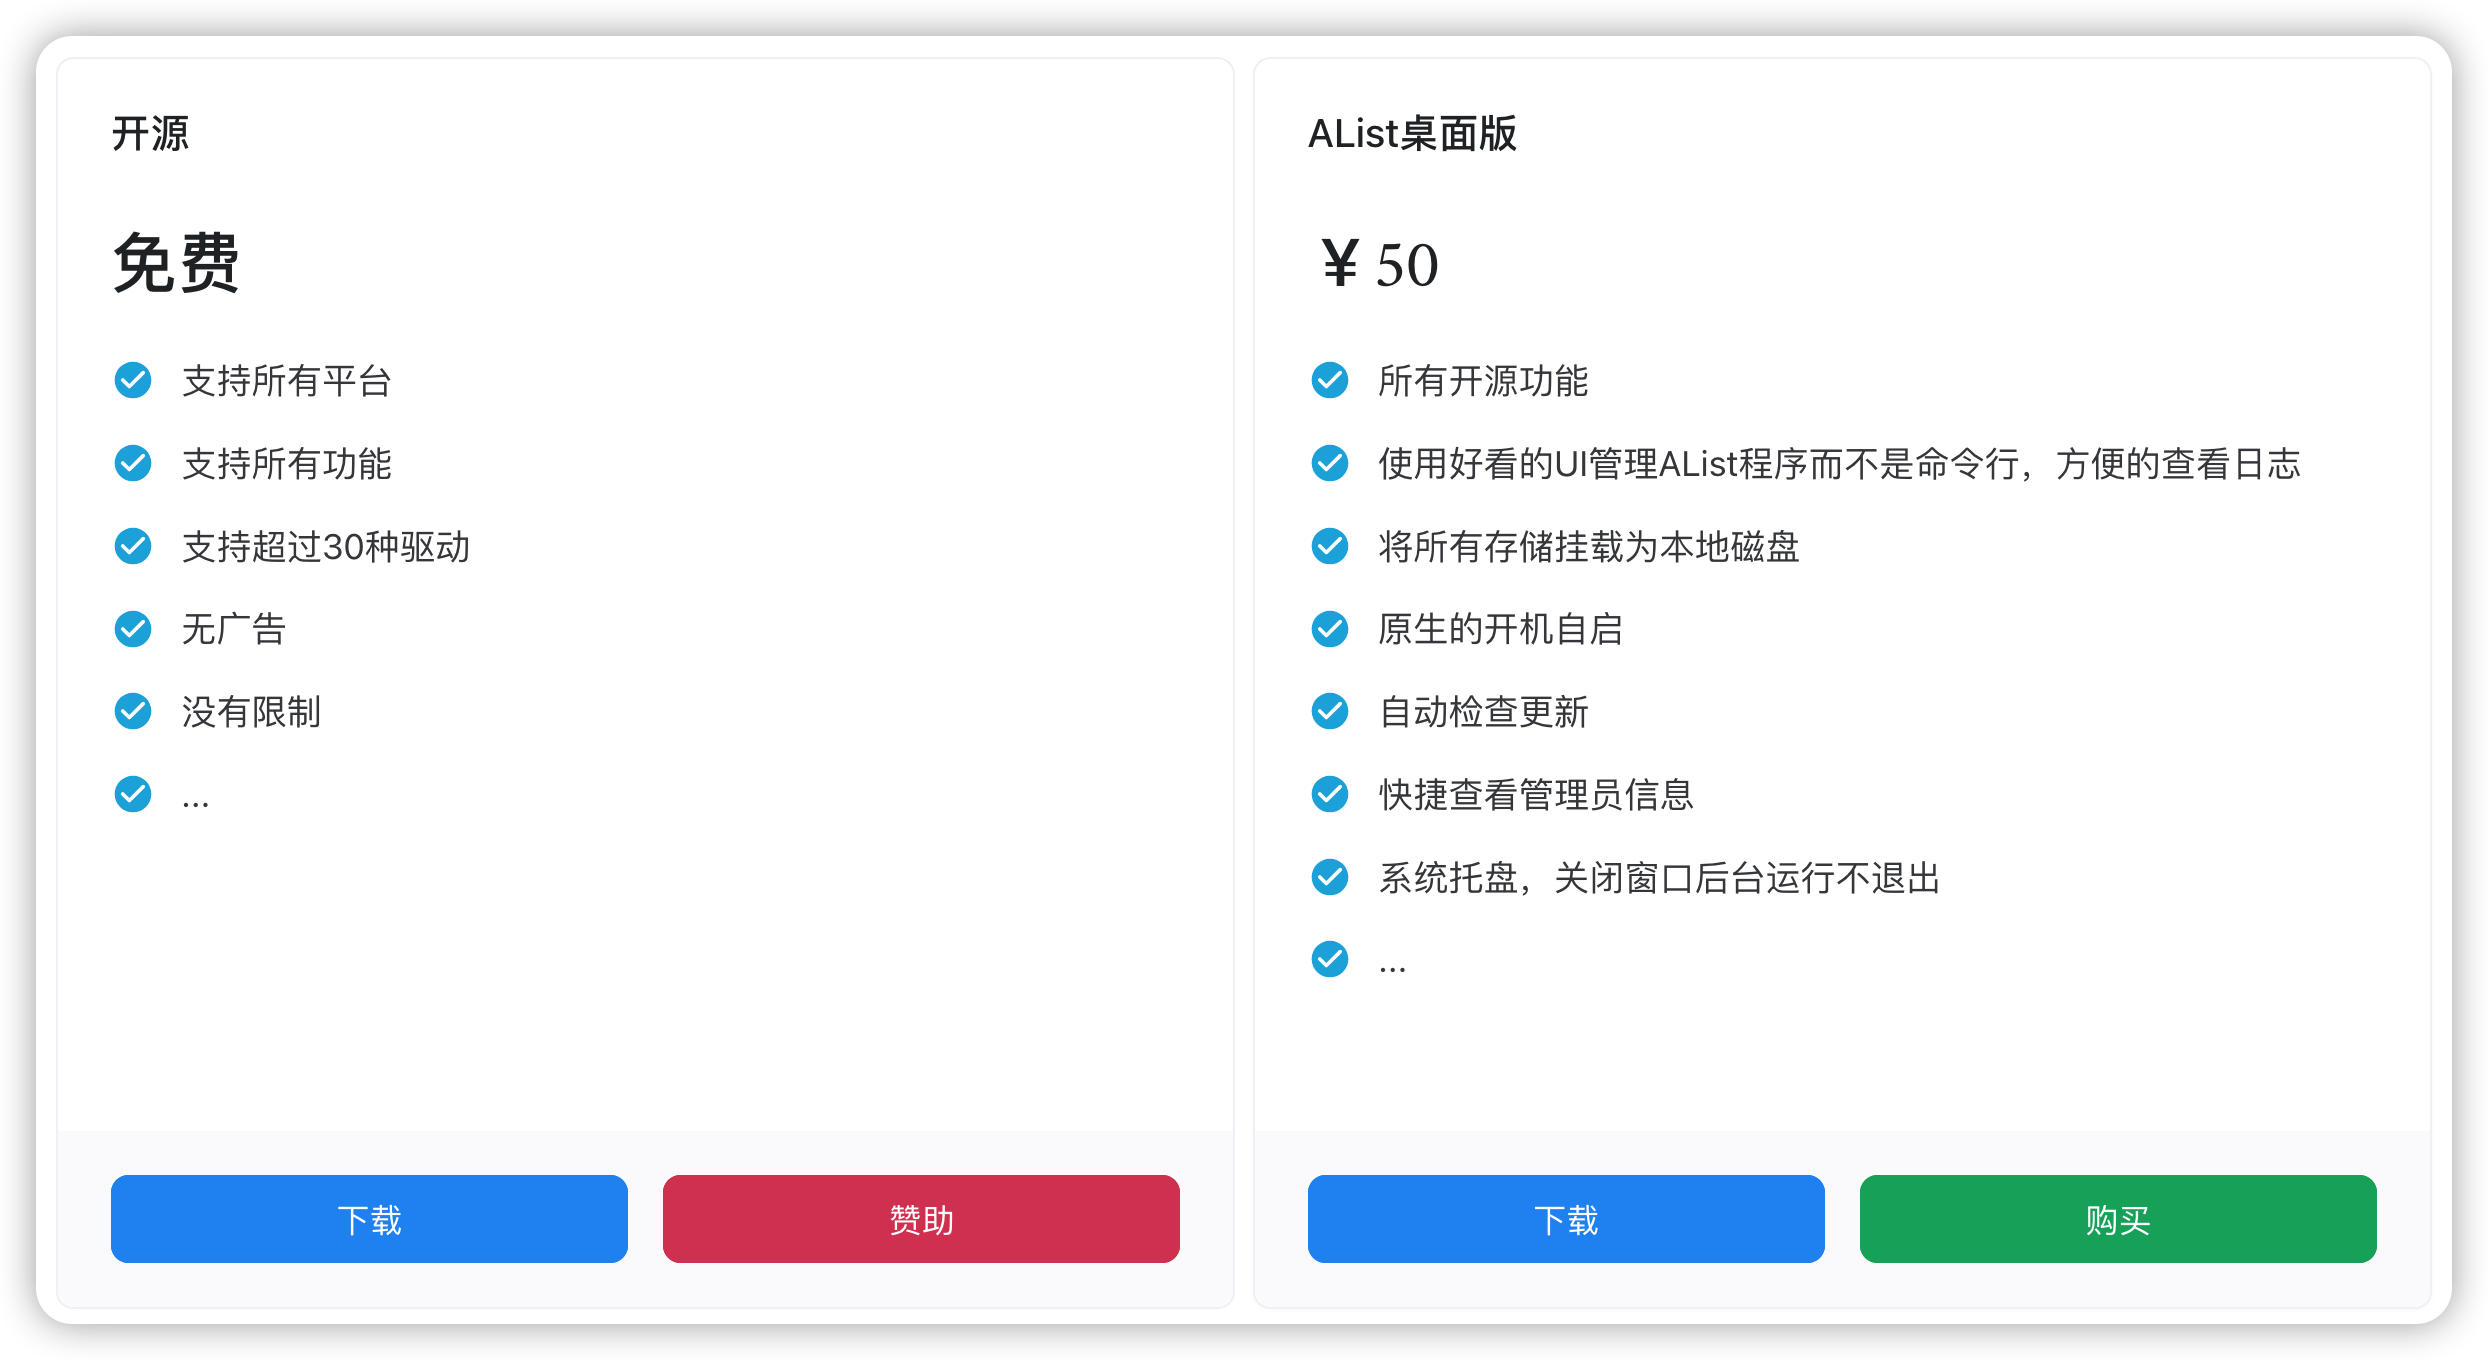 开源
免费
支持所有平台
支持所有功能
支持超过30种驱动
无广告
没有限制
...
下载
赞助
AList桌面版
￥50
所有开源功能
使用好看的UI管理AList程序而不是命令行，方便的查看日志
将所有存储挂载为本地磁盘
原生的开机自启
自动检查更新
快捷查看管理员信息
系统托盘，关闭窗口后台运行不退出
...
下载
购买